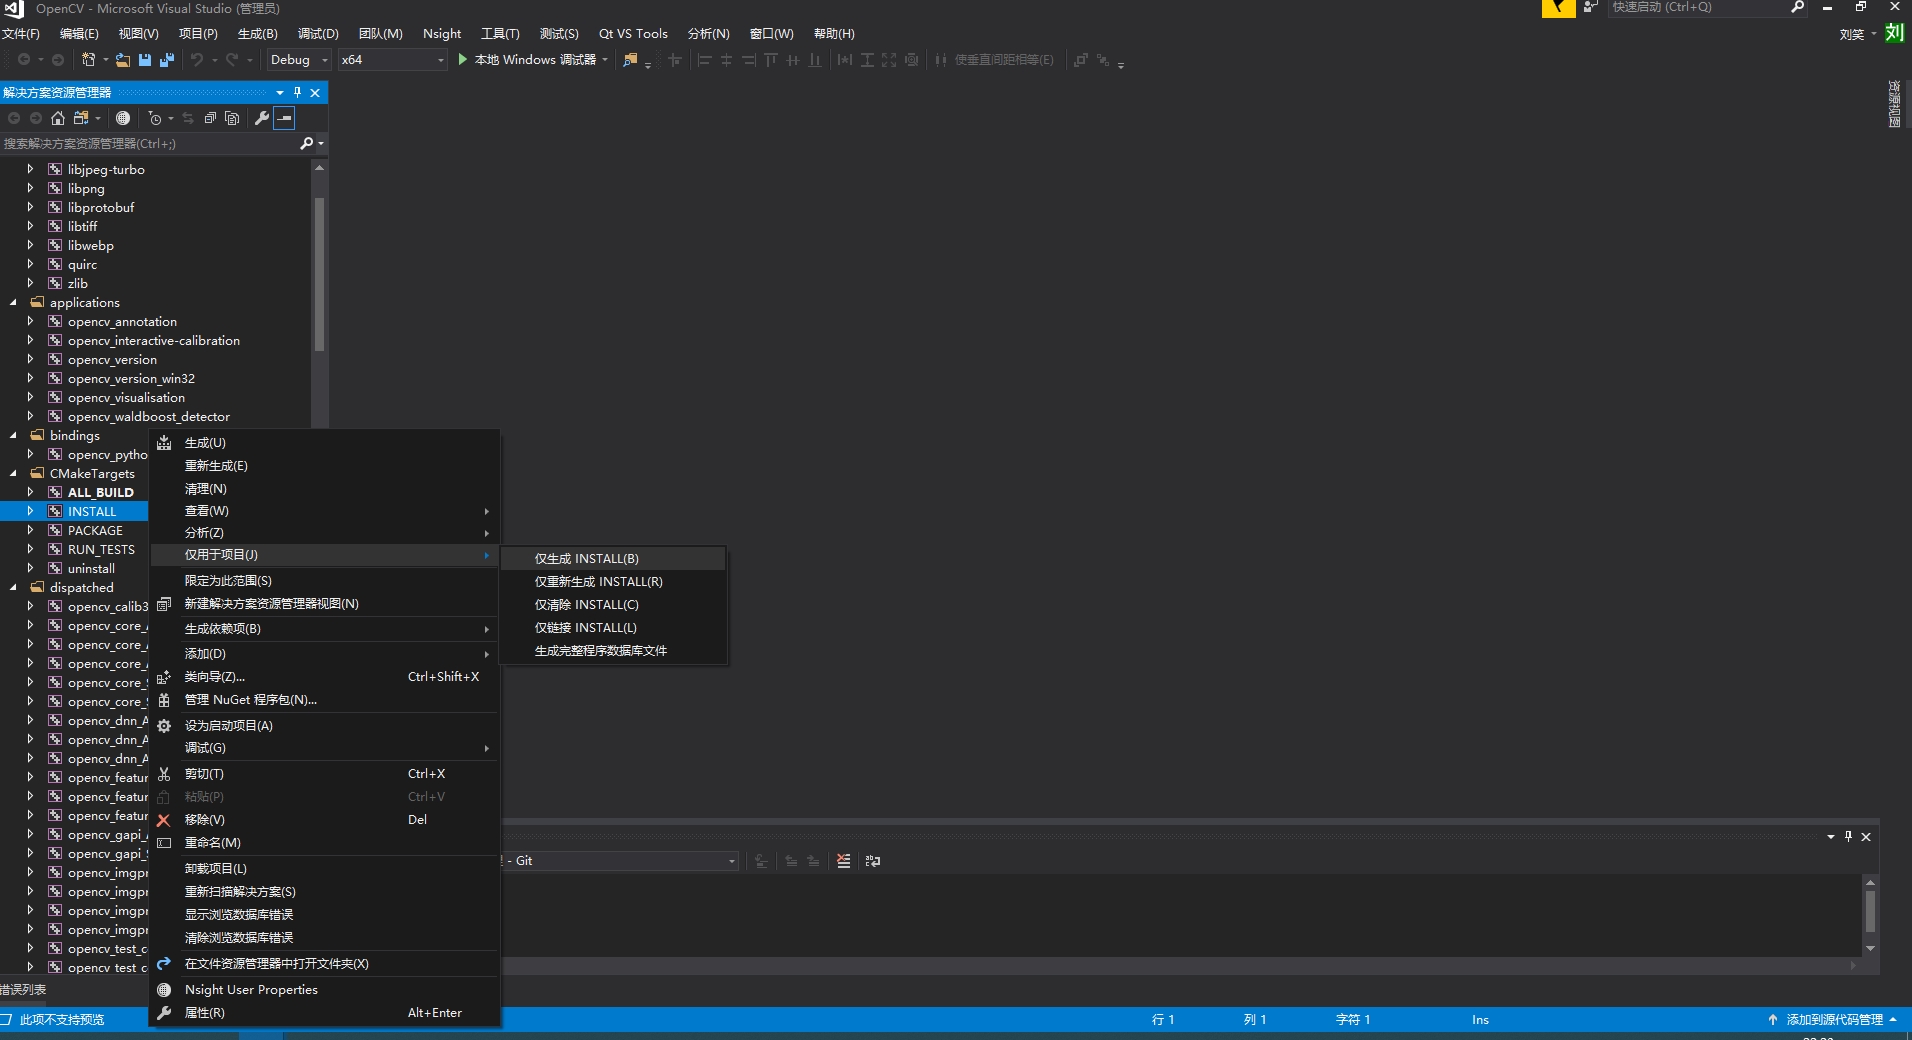 OpenCV - Microsoft Visual Studio (管理员)
快速启动 (Ctrl+Q)
文件(F) 编辑(E) 视图(V) 项目(P) 生成(B) 调试(D) 团队(M) Nsight 工具(T) 测试(S) Qt VS Tools 分析(N) 窗口(W) 帮助(H)
刘笑 刘
Debug x64 本地 Windows 调试器 使垂直间距相等(E)
解决方案资源管理器
搜索解决方案资源管理器(Ctrl+;)
资源视图
libjpeg-turbo
libpng
libprotobuf
libtiff
libwebp
quirc
zlib
applications
opencv_annotation
opencv_interactive-calibration
opencv_version
opencv_version_win32
opencv_visualisation
opencv_waldboost_detector
bindings
opencv_pytho
CMakeTargets
ALL_BUILD
INSTALL
PACKAGE
RUN_TESTS
uninstall
dispatched
opencv_calib3
opencv_core_
opencv_core_
opencv_core_
opencv_core_
opencv_core_
opencv_dnn_A
opencv_dnn_A
opencv_dnn_A
opencv_featur
opencv_featur
opencv_featur
opencv_gapi_
opencv_gapi_
opencv_imgpr
opencv_imgpr
opencv_imgpr
opencv_imgpr
opencv_test_c
opencv_test_c
生成(U)
重新生成(E)
清理(N)
查看(W)
分析(Z)
仅用于项目(J)
限定为此范围(S)
新建解决方案资源管理器视图(N)
生成依赖项(B)
添加(D)
类向导(Z)... Ctrl+Shift+X
管理 NuGet 程序包(N)...
设为启动项目(A)
调试(G)
剪切(T) Ctrl+X
粘贴(P) Ctrl+V
移除(V) Del
重命名(M)
卸载项目(L)
重新扫描解决方案(S)
显示浏览数据库错误
清除浏览数据库错误
在文件资源管理器中打开文件夹(X)
Nsight User Properties
属性(R) Alt+Enter
仅生成 INSTALL(B)
仅重新生成 INSTALL(R)
仅清除 INSTALL(C)
仅链接 INSTALL(L)
生成完整程序数据库文件
- Git
错误列表
此项不支持预览
行 1 列 1 字符 1 Ins
添加到源代码管理